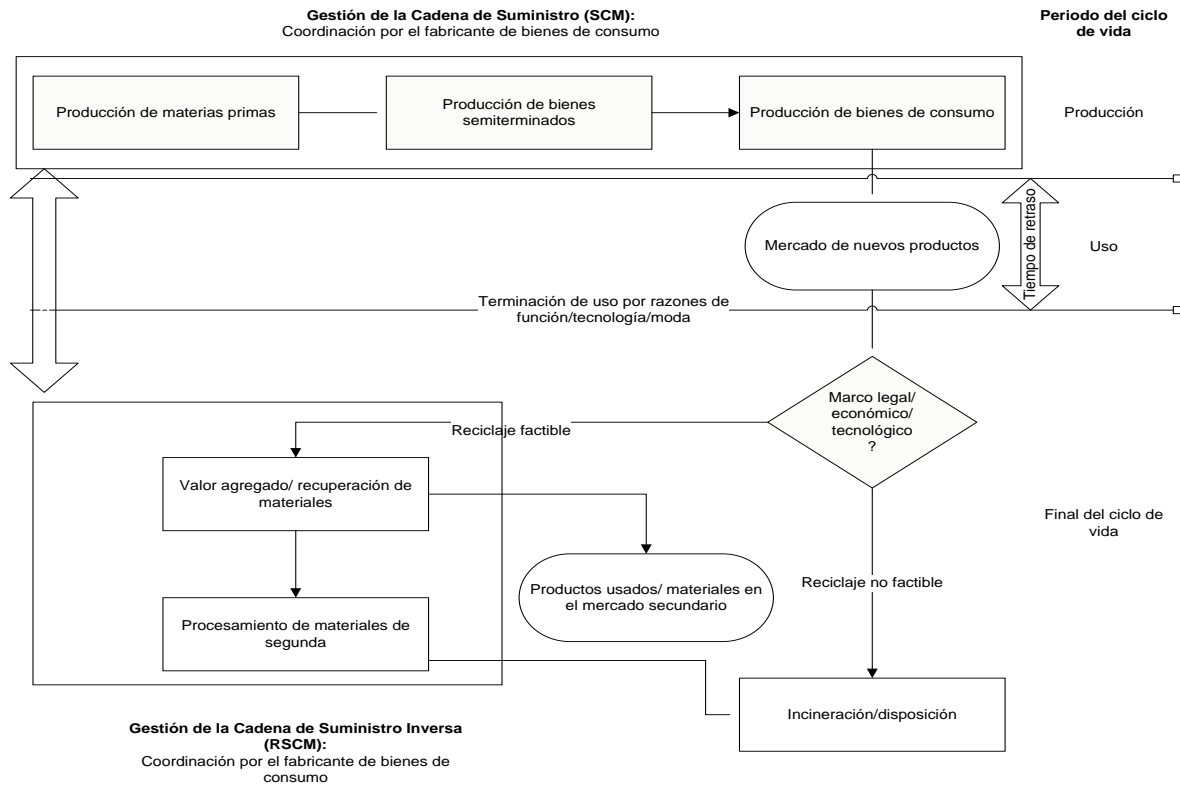 Gestión de la Cadena de Suministro (SCM):
Coordinación por el fabricante de bienes de consumo
Periodo del ciclo
de vida
Producción de materias primas
Producción de bienes
semiterminados
Producción de bienes de consumo
Producción
Mercado de nuevos productos
Tiempo de retraso
Uso
Terminación de uso por razones de
función/tecnología/moda
Marco legal/
económico/
tecnológico
?
Reciclaje factible
Valor agregado/ recuperación de
materiales
Final del ciclo de
vida
Productos usados/ materiales en
el mercado secundario
Reciclaje no factible
Procesamiento de materiales de
segunda
Incineración/disposición
Gestión de la Cadena de Suministro Inversa
(RSCM):
Coordinación por el fabricante de bienes de
consumo